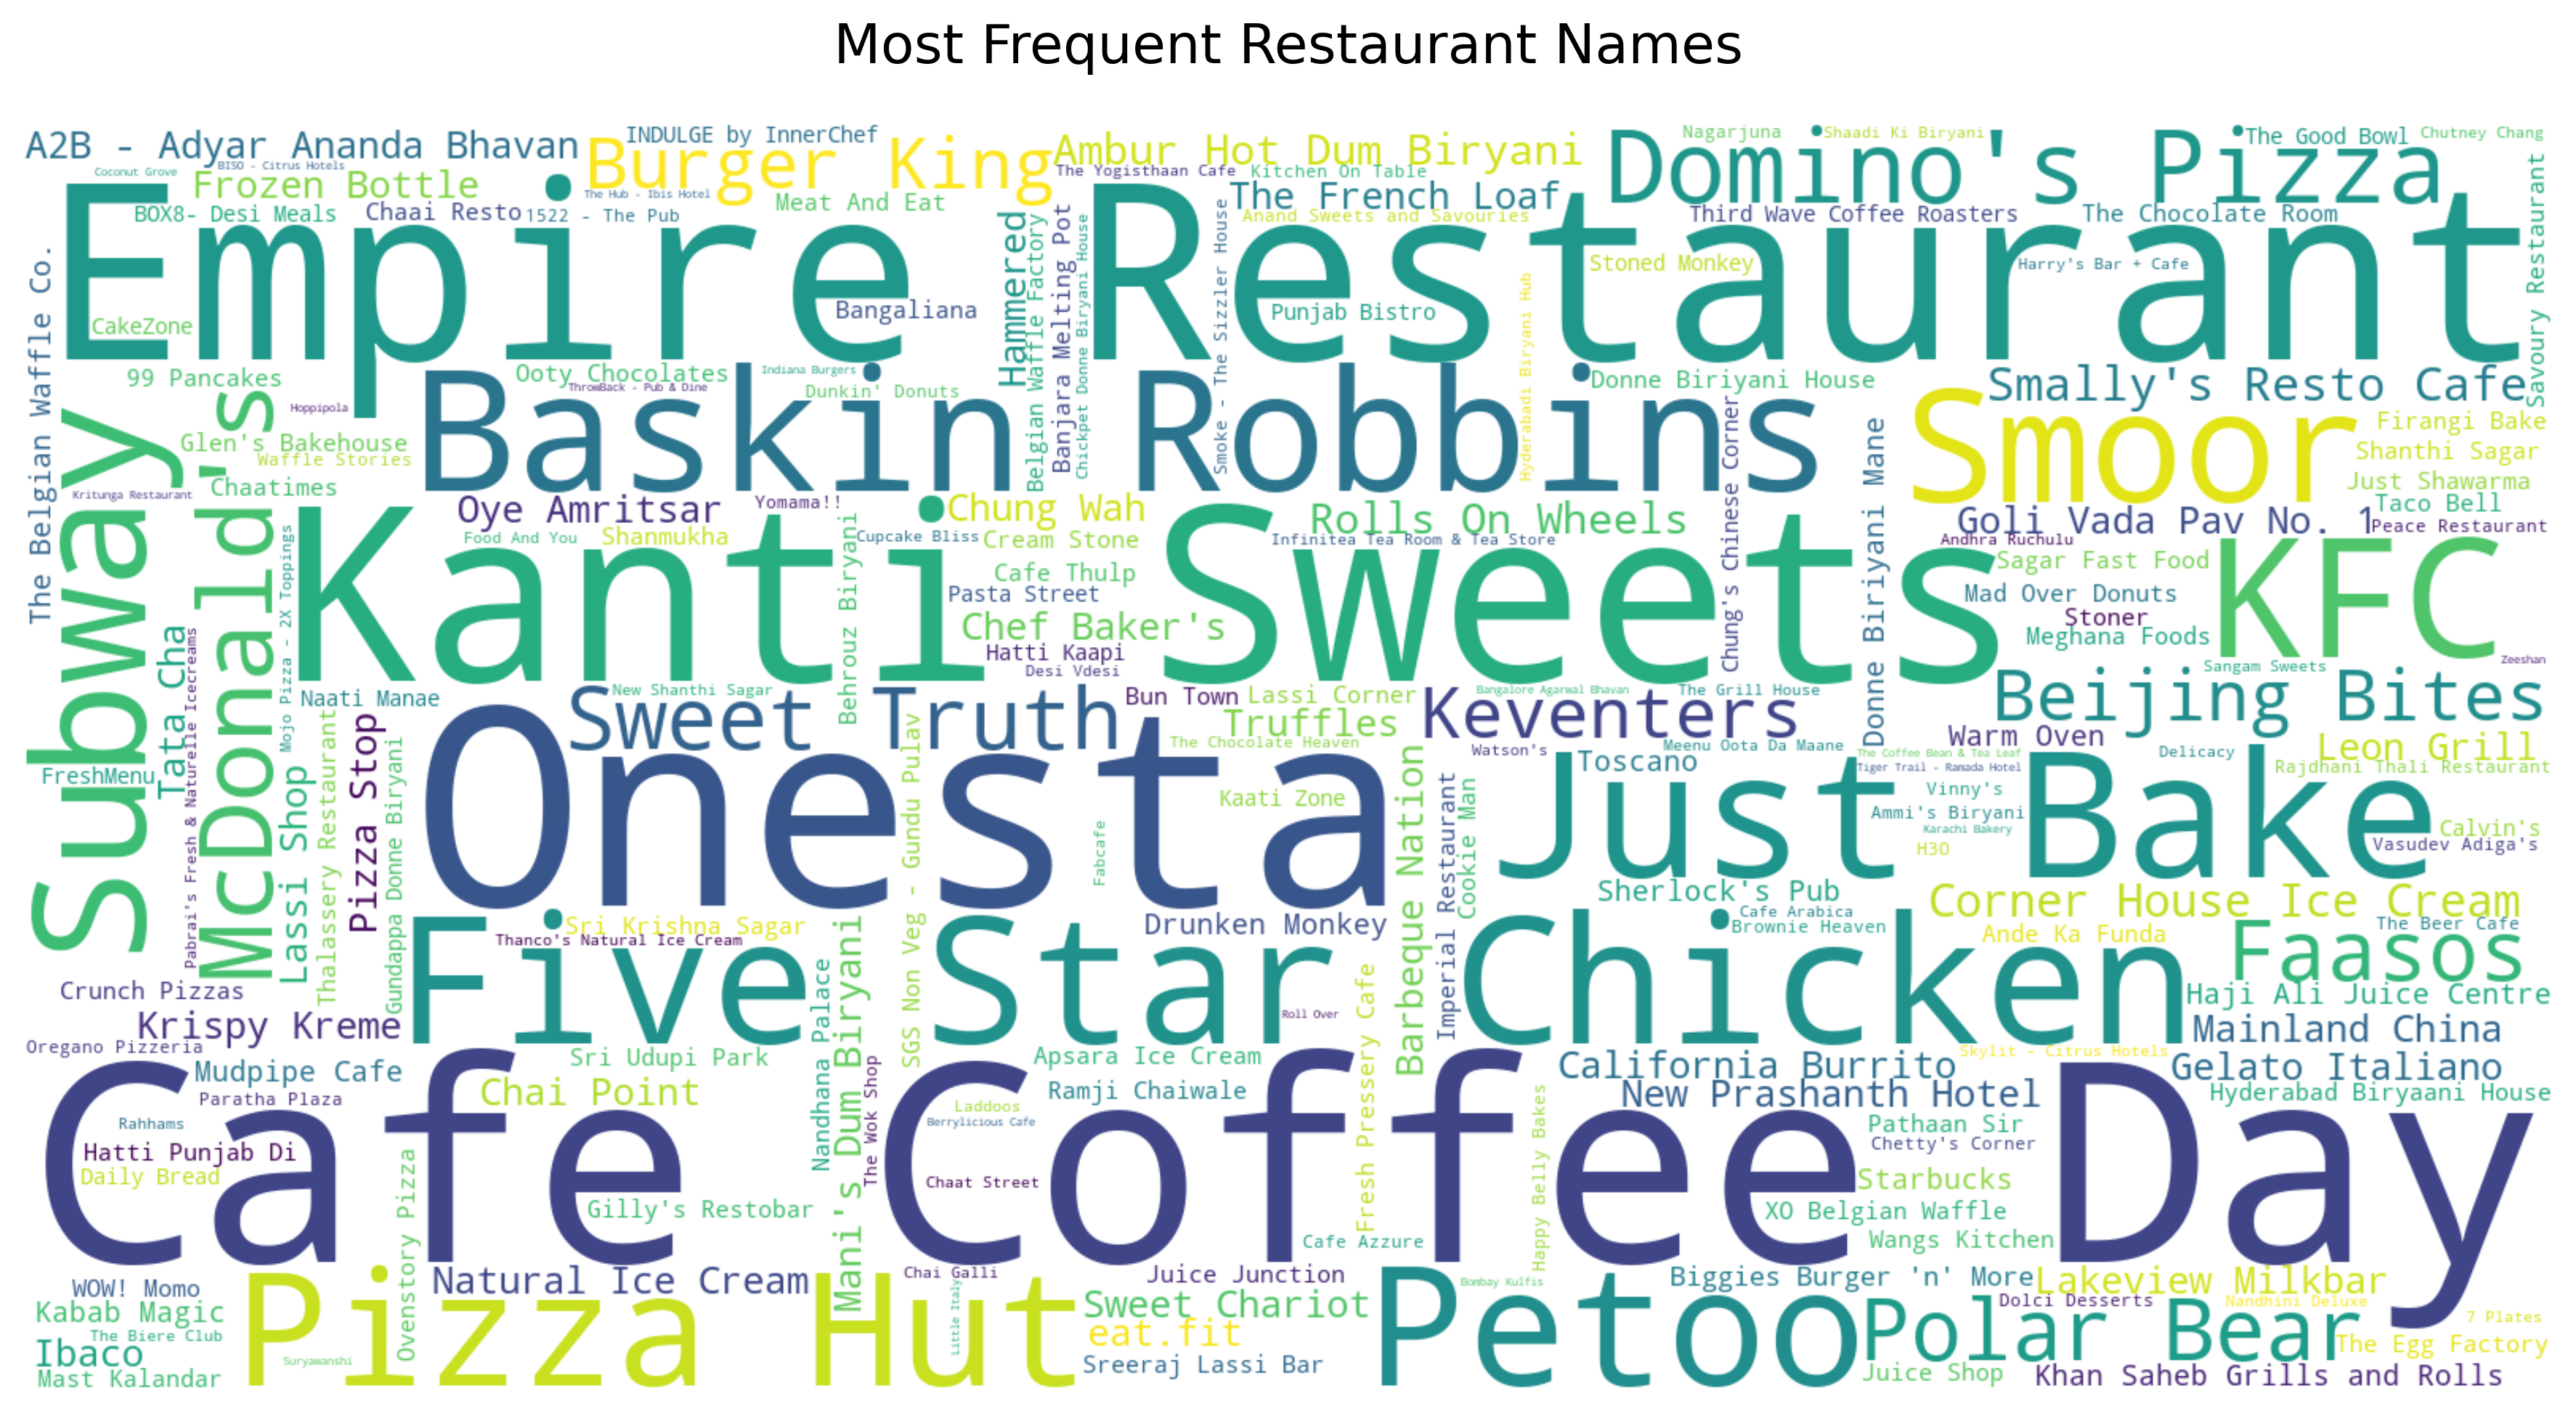 Most Frequent Restaurant Names
A2B - Adyar Ananda Bhavan
INDULGE by InnerChef
Burger King
Ambur Hot Dum Biryani
Domino's Pizza
Nagarjuna
Shaadi Ki Biryani
The Good Bowl
Chutney Chang
Coconut Grove
BISO - Citrus Hotels
Frozen Bottle
The Hub - Ibis Hotel
The Yogisthaan Cafe
Kitchen On Table
The French Loaf
Meat And Eat
BOX8- Desi Meals
Chaai Resto
1522 - The Pub
Anand Sweets and Savouries
Third Wave Coffee Roasters
The Chocolate Room
Empire Restaurant
Hammered
Belgian Waffle Factory
Banjara Melting Pot
Chickpet Donne Biryani House
Smoke - The Sizzler House
Stoned Monkey
Harry's Bar + Cafe
Savoury Restaurant
The Belgian Waffle Co.
CakeZone
Bangaliana
Punjab Bistro
Hyderabadi Biryani Hub
99 Pancakes
Ooty Chocolates
Indiana Burgers
ThrowBack - Pub & Dine
Dunkin' Donuts
Donne Biriyani House
Smally's Resto Cafe
Hoppipola
Baskin Robbins
Smoor
Firangi Bake
Glen's Bakehouse
Waffle Stories
Shanthi Sagar
Chaatimes
Just Shawarma
Kritunga Restaurant
Subway
McDonald's
Oye Amritsar
Yomama!!
Chung Wah
Rolls On Wheels
Chung's Chinese Corner
Donne Biriyani Mane
Taco Bell
Goli Vada Pav No. 1
Peace Restaurant
Food And You
Shanmukha
Behrouz Biryani
Cupcake Bliss
Cream Stone
Infinitea Tea Room & Tea Store
Andhra Ruchulu
Sagar Fast Food
KFC
Mojo Pizza - 2X Toppings
Kanti Sweets
Cafe Thulp
Pasta Street
Mad Over Donuts
Stoner
Chef Baker's
Meghana Foods
Hatti Kaapi
Desi Vdesi
Zeeshan
Sangam Sweets
Tata Cha
Pabrai's Fresh & Naturelle Icecreams
Naati Manae
New Shanthi Sagar
Sweet Truth
Bun Town
Lassi Corner
Bangalore Agarwal Bhavan
The Grill House
Beijing Bites
Truffles
Keventers
Pizza Stop
Thalassery Restaurant
Gundappa Donne Biryani
SGS Non Veg - Gundu Pulav
The Chocolate Heaven
Watson's
Meenu Oota Da Maane
Warm Oven
The Coffee Bean & Tea Leaf
Delicacy
Leon Grill
FreshMenu
Lassi Shop
Onesta
Toscano
Tiger Trail - Ramada Hotel
Rajdhani Thali Restaurant
Kaati Zone
Barbeque Nation
Imperial Restaurant
Cookie Man
Just Bake
Vinny's
Ammi's Biryani
Karachi Bakery
Calvin's
Fabcafe
H30
Vasudev Adiga's
Sherlock's Pub
Corner House Ice Cream
Cafe Arabica
Brownie Heaven
The Beer Cafe
Sri Krishna Sagar
Drunken Monkey
Thanco's Natural Ice Cream
Ande Ka Funda
Faasos
Five Star Chicken
Mani's Dum Biryani
Nandhana Palace
Crunch Pizzas
Haji Ali Juice Centre
Roll Over
Fresh Pressery Cafe
Krispy Kreme
Mainland China
Oregano Pizzeria
Sri Udupi Park
Apsara Ice Cream
Skylit - Citrus Hotels
Mudpipe Cafe
California Burrito
Gelato Italiano
Chai Point
The Wok Shop
Ramji Chaiwale
New Prashanth Hotel
Hyderabad Biryaani House
Paratha Plaza
Laddoos
Happy Belly Bakes
Rahhams
Berrylicious Cafe
Pathaan Sir
Chetty's Corner
Hatti Punjab Di
Cafe Coffee Day
Daily Bread
Chaat Street
Starbucks
Ovenstory Pizza
Gilly's Restobar
XO Belgian Waffle
Cafe Azzure
Wangs Kitchen
WOW! Momo
Natural Ice Cream
Chai Galli
Juice Junction
Bombay Kulfis
Biggies Burger 'n' More
Lakeview Milkbar
Kabab Magic
Pizza Hut
Little Italy
Sweet Chariot
Petoo
Dolci Desserts
Nandhini Deluxe
7 Plates
The Biere Club
eat.fit
Polar Bear
Ibaco
The Egg Factory
Suryawanshi
Sreeraj Lassi Bar
Mast Kalandar
Juice Shop
Khan Saheb Grills and Rolls